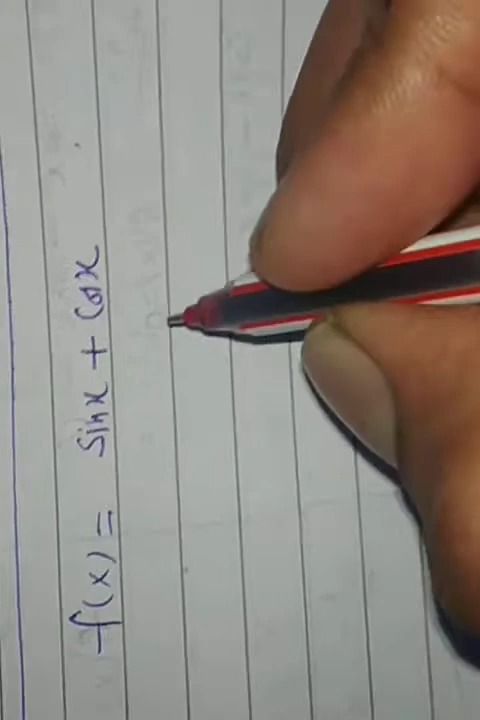 f(x) = sinx + cosx